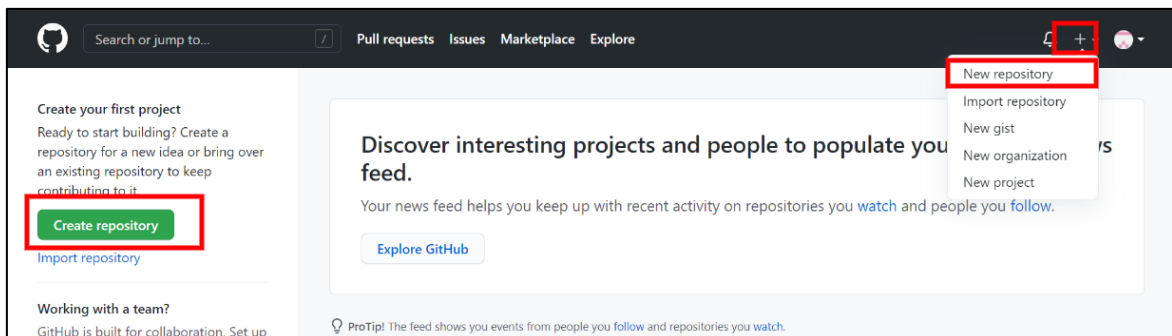 Search or jump to... /
Pull requests Issues Marketplace Explore
New repository
Import repository
New gist
New organization
New project
Create your first project
Ready to start building? Create a
repository for a new idea or bring over
an existing repository to keep
contributing to it.
Create repository
Import repository
Working with a team?
GitHub is built for collaboration. Set up
Discover interesting projects and people to populate
feed.
Your news feed helps you keep up with recent activity on repositories you watch and people you follow.
Explore GitHub
ProTip! The feed shows you events from people you follow and repositories you watch.